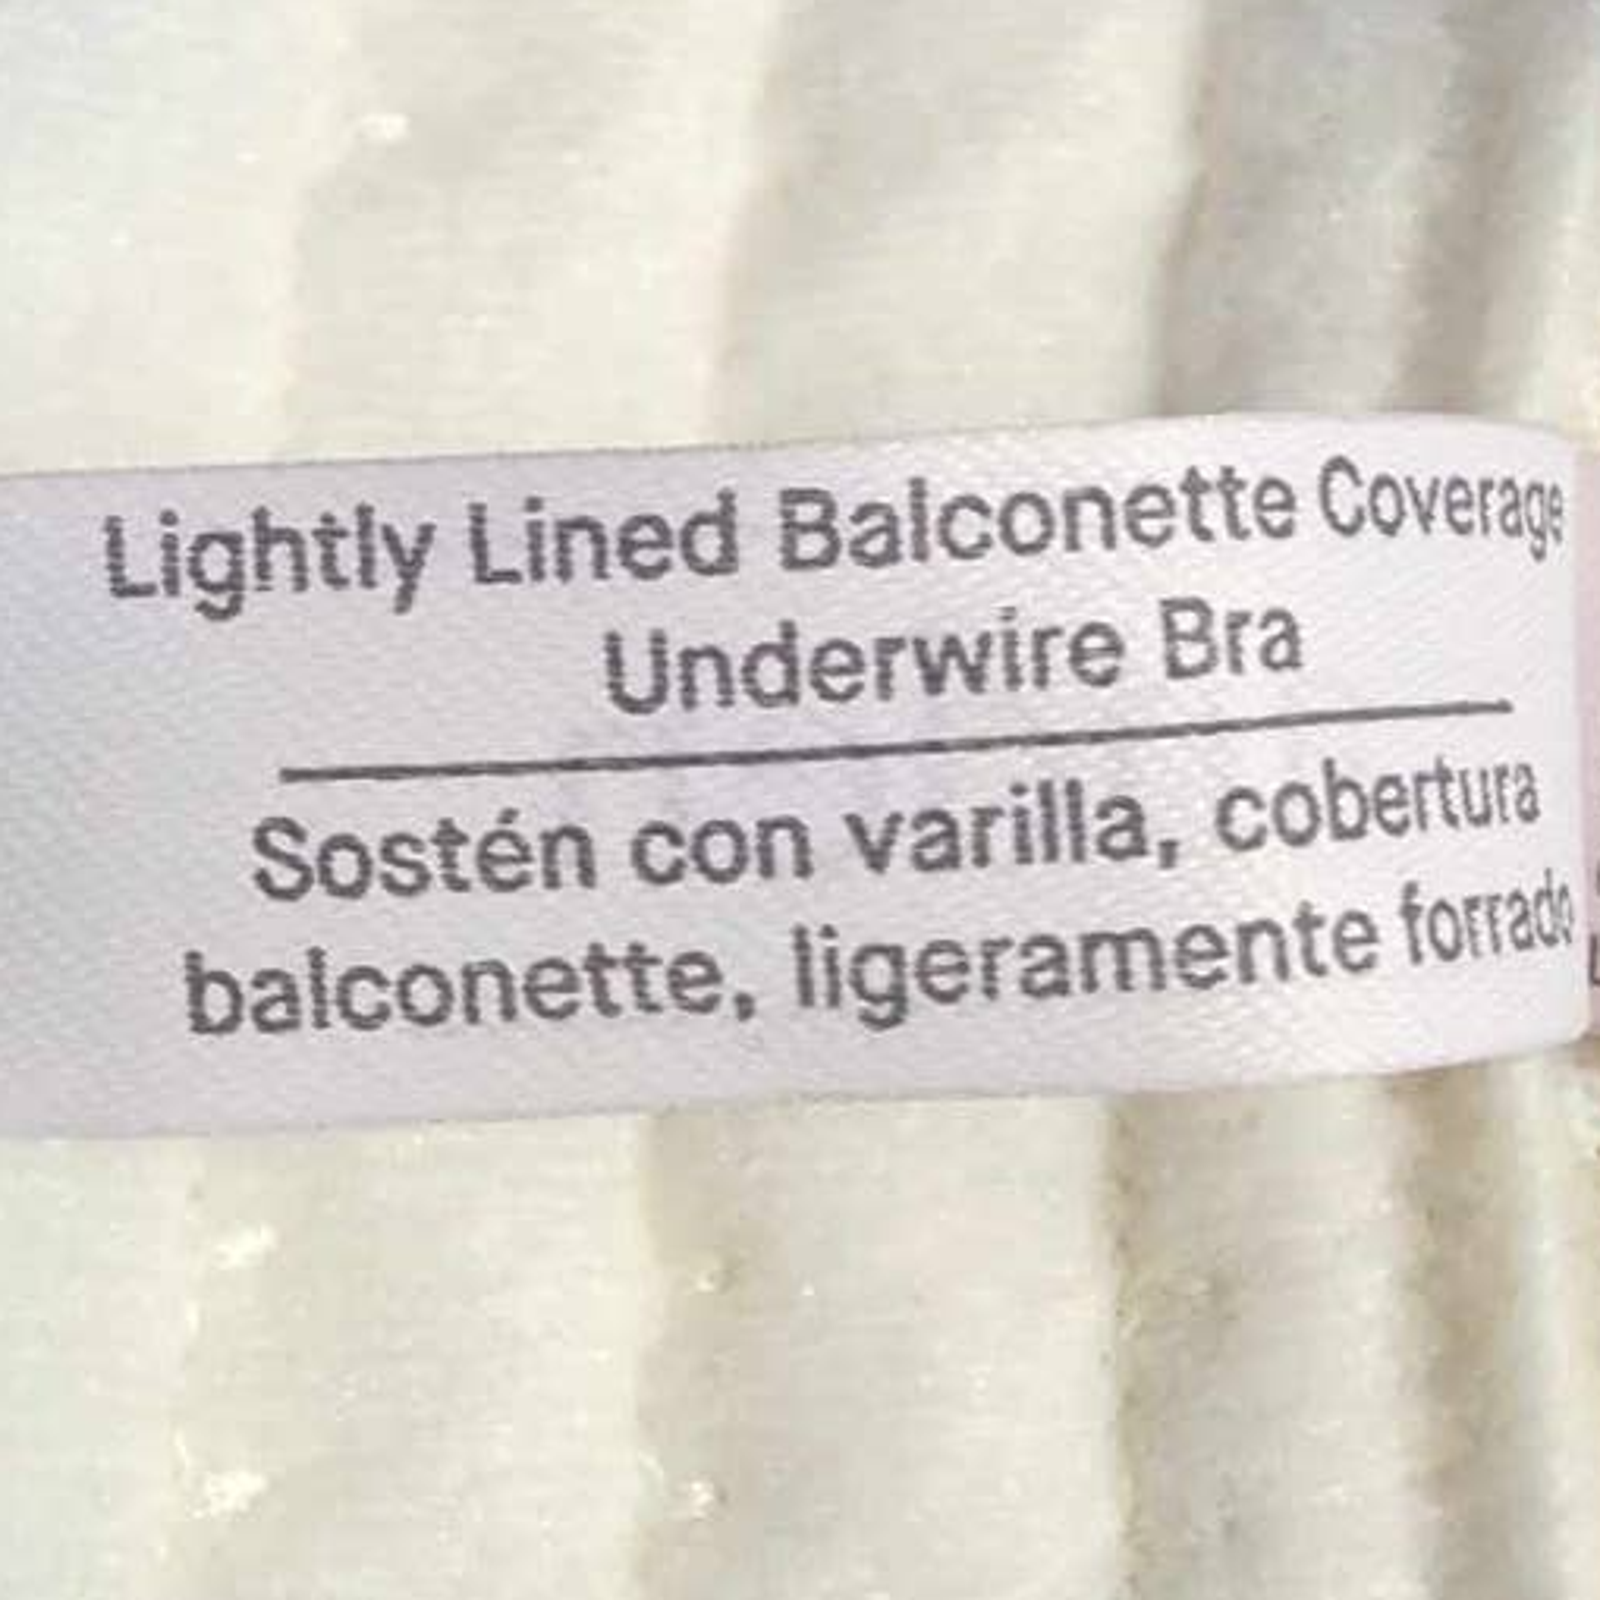 Lightly Lined Balconette Coverage
Underwire Bra
Sostén con varilla, cobertura
balconette, ligeramente forrado